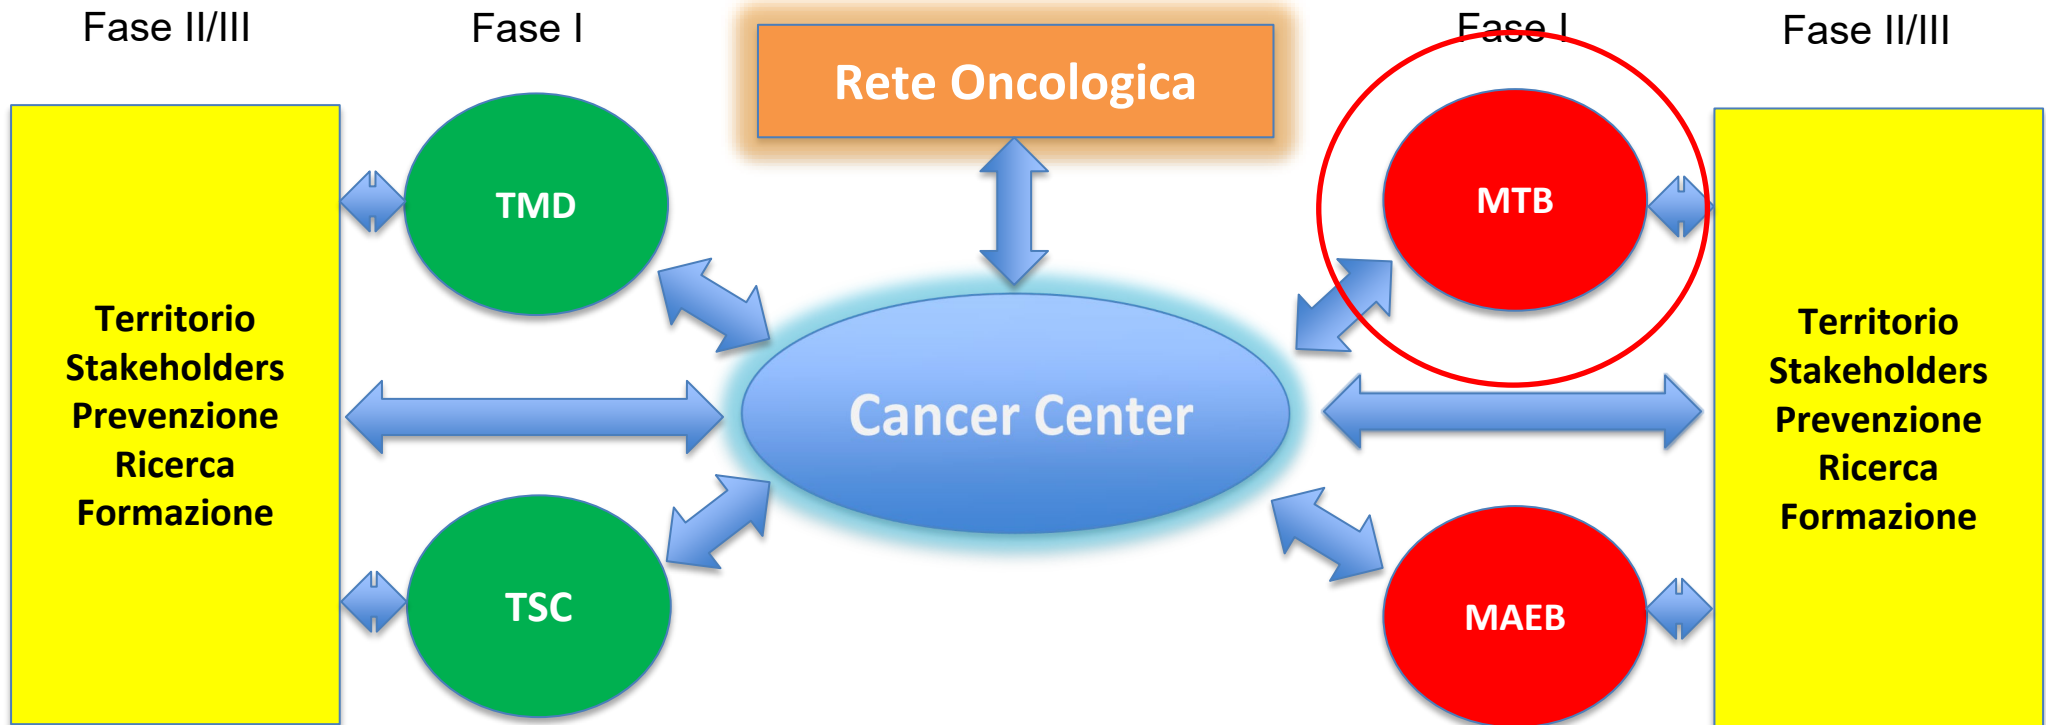 Fase II/III
Fase I
Rete Oncologica
Fase I
Fase II/III
TMD
MTB
Territorio
Stakeholders
Prevenzione
Ricerca
Formazione
Cancer Center
Territorio
Stakeholders
Prevenzione
Ricerca
Formazione
TSC
MAEB